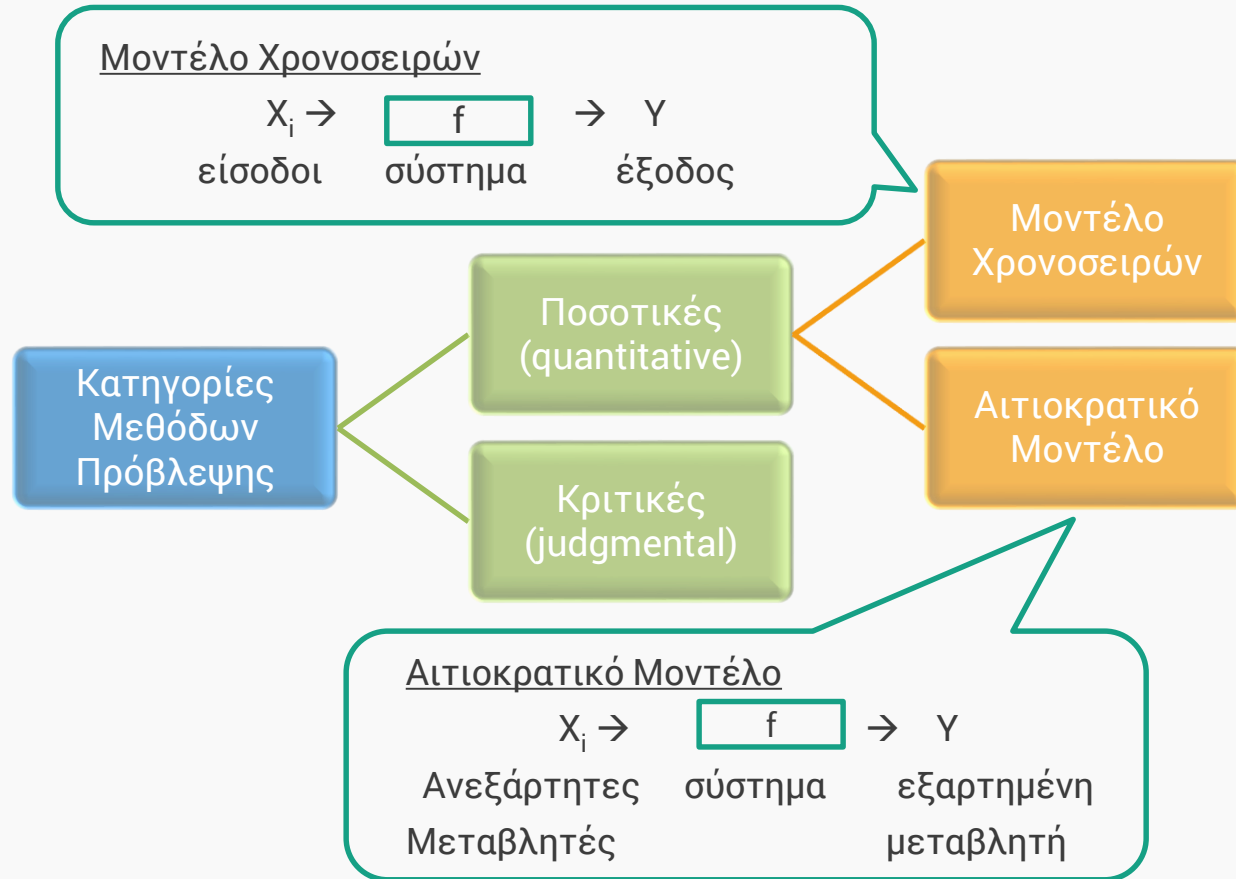 Μοντέλο Χρονοσειρών
Xᵢ → f → Y
είσοδοι σύστημα έξοδος
Μοντέλο
Χρονοσειρών
Ποσοτικές
(quantitative)
Κατηγορίες
Μεθόδων
Πρόβλεψης
Αιτιοκρατικό
Μοντέλο
Κριτικές
(judgmental)
Αιτιοκρατικό Μοντέλο
Xᵢ → f → Y
Ανεξάρτητες σύστημα εξαρτημένη
Μεταβλητές μεταβλητή